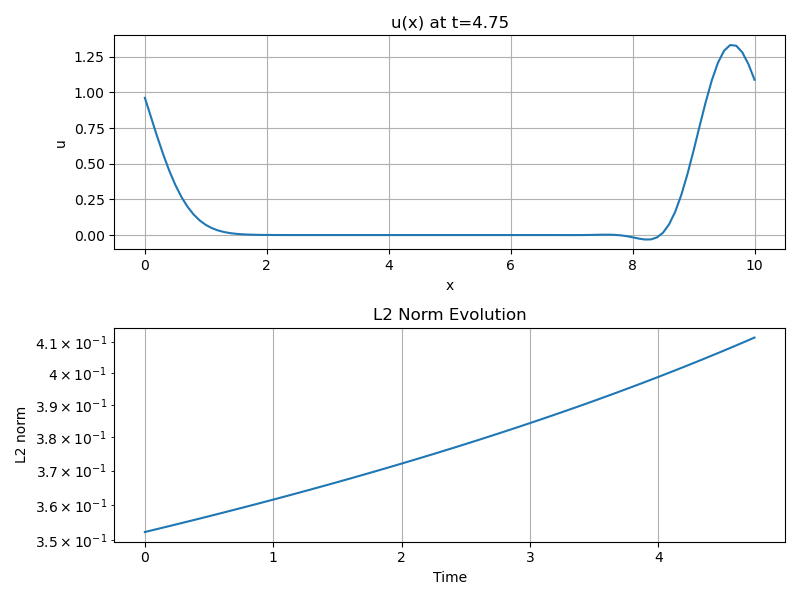 u(x) at t=4.75
u
1.25
1.00
0.75
0.50
0.25
0.00
0 2 4 6 8 10
x
L2 Norm Evolution
L2 norm
4.1 × 10⁻¹
4 × 10⁻¹
3.9 × 10⁻¹
3.8 × 10⁻¹
3.7 × 10⁻¹
3.6 × 10⁻¹
3.5 × 10⁻¹
0 1 2 3 4
Time